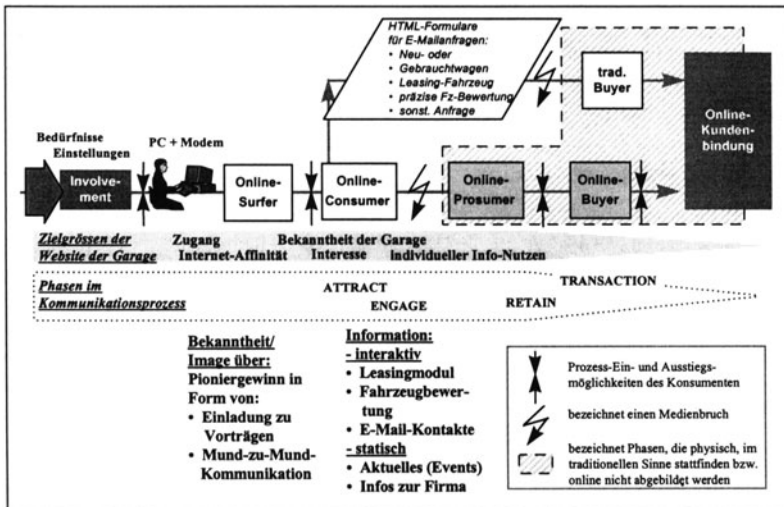 HTML-Formulare
für E-Mailanfragen:
• Neu- oder
Gebrauchtwagen
• Leasing-Fahrzeug
• präzise Fz-Bewertung
• sonst. Anfrage
trad.
Buyer
Online-
Kunden-
bindung
Bedürfnisse
Einstellungen
PC + Modem
Involve-
ment
Online-
Surfer
Online-
Consumer
Online-
Prosumer
Online-
Buyer
Zielgrössen der
Website der Garage
Zugang
Internet-Affinität
Bekanntheit der Garage
Interesse
Individueller Info-Nutzen
Phasen im
Kommunikationsprozess
ATTRACT
ENGAGE
RETAIN
TRANSACTION
Bekanntheit/
Image über:
Pioniergewinn in
Form von:
• Einladung zu
Vorträgen
• Mund-zu-Mund-
Kommunikation
Information:
- interaktiv
• Leasingmodul
• Fahrzeugbewer-
tung
• E-Mail-Kontakte
- statisch
• Aktuelles (Events)
• Infos zur Firma
Prozess-Ein- und Ausstiegs-
möglichkeiten des Konsumenten
bezeichnet einen Medienbruch
bezeichnet Phasen, die physisch, im
traditionellen Sinne stattfinden bzw.
online nicht abgebildet werden